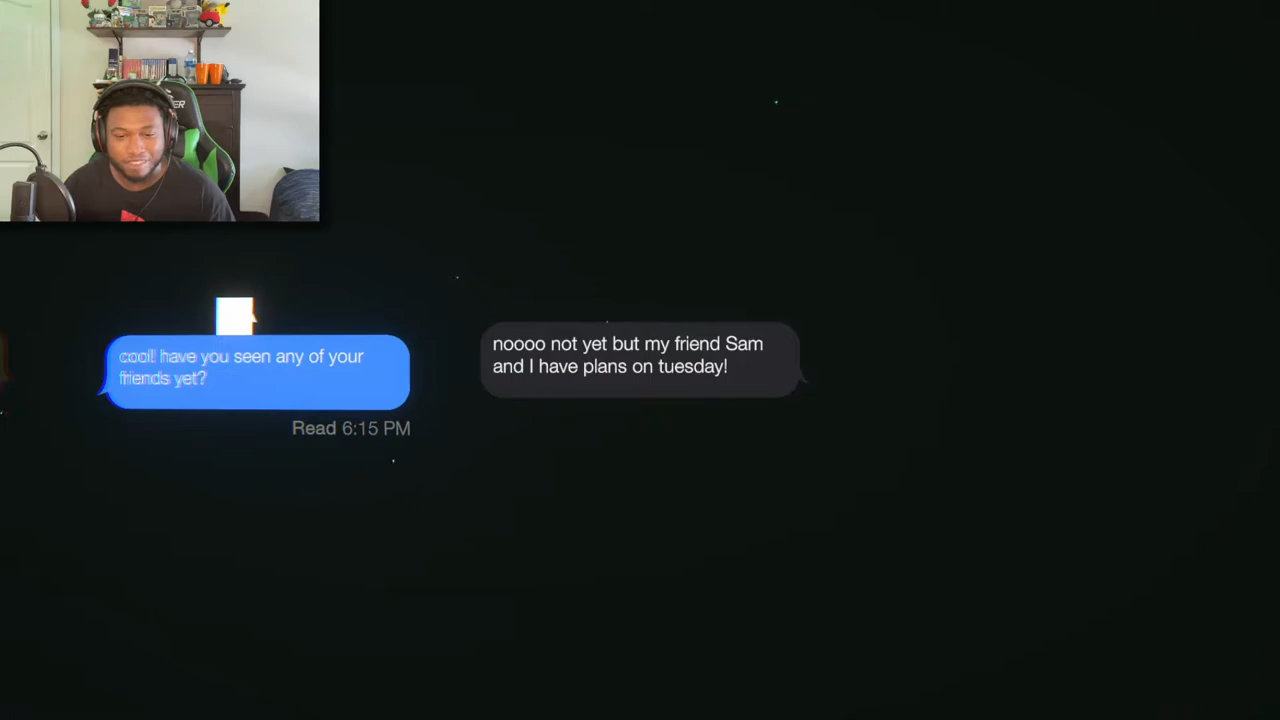 cool! have you seen any of your
friends yet?
Read 6:15 PM
noooo not yet but my friend Sam
and I have plans on tuesday!